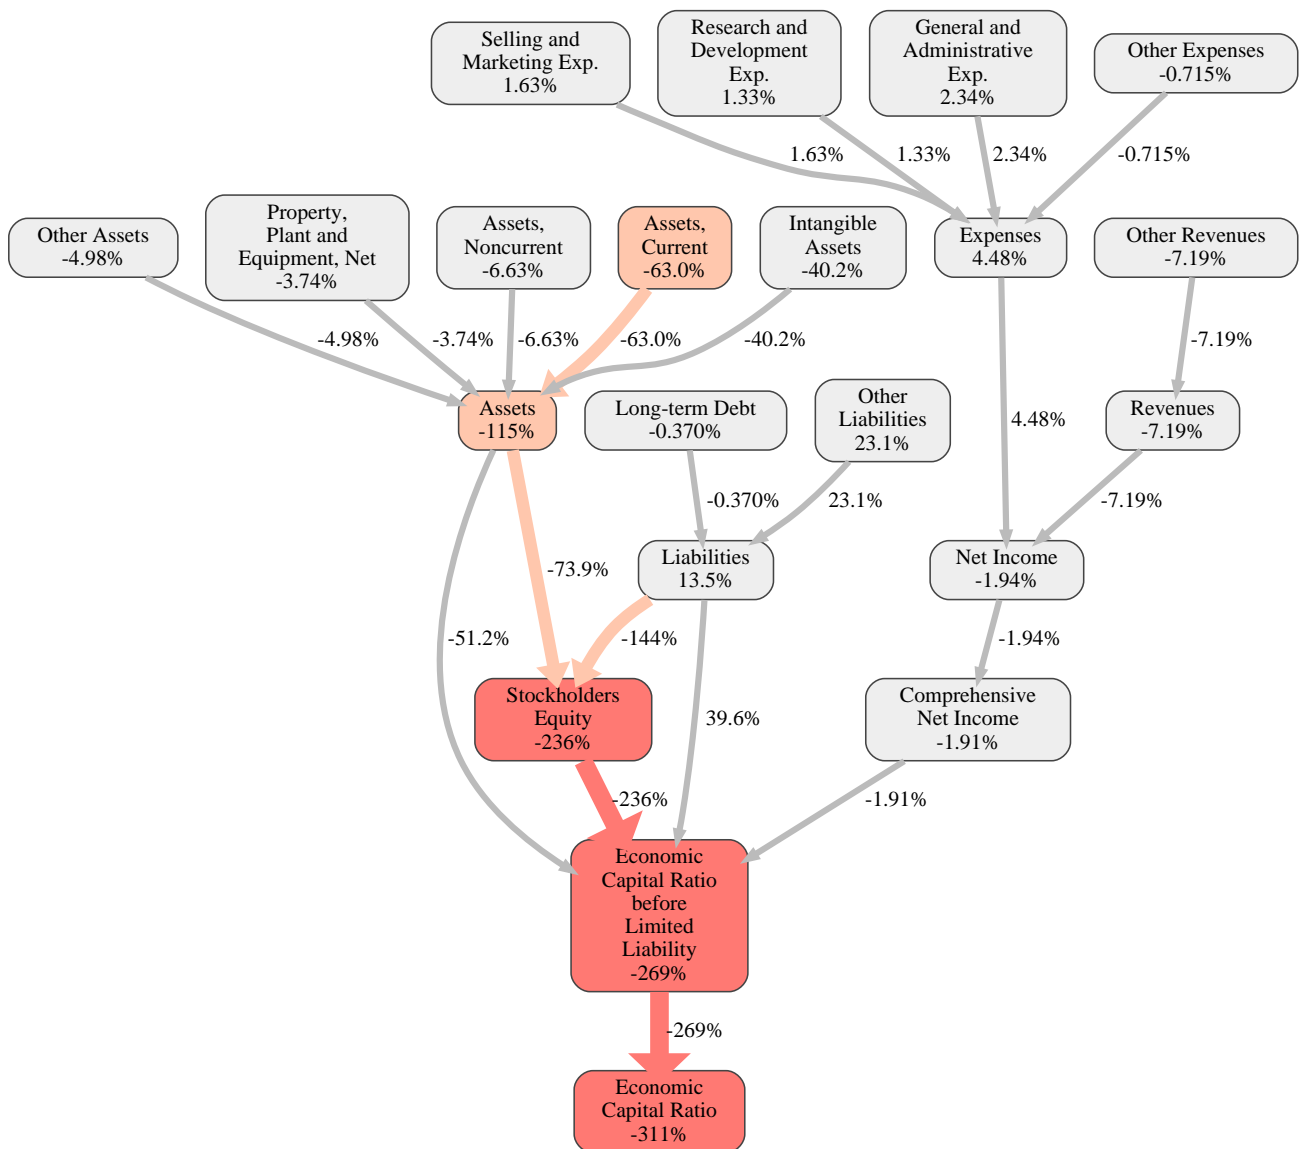 Selling and
Marketing Exp.
1.63%
Research and
Development
Exp.
1.33%
General and
Administrative
Exp.
2.34%
Other Expenses
-0.715%
1.63%
1.33%
2.34%
-0.715%
Other Assets
-4.98%
Property,
Plant and
Equipment, Net
-3.74%
Assets,
Noncurrent
-6.63%
Assets,
Current
-63.0%
Intangible
Assets
-40.2%
Expenses
4.48%
Other Revenues
-7.19%
-4.98%
-3.74%
-6.63%
-63.0%
-40.2%
-7.19%
Assets
-115%
Long-term Debt
-0.370%
Other
Liabilities
23.1%
4.48%
Revenues
-7.19%
-0.370%
23.1%
-7.19%
-73.9%
Liabilities
13.5%
Net Income
-1.94%
-51.2%
-144%
-1.94%
Stockholders
Equity
-236%
39.6%
Comprehensive
Net Income
-1.91%
-236%
-1.91%
Economic
Capital Ratio
before
Limited
Liability
-269%
-269%
Economic
Capital Ratio
-311%